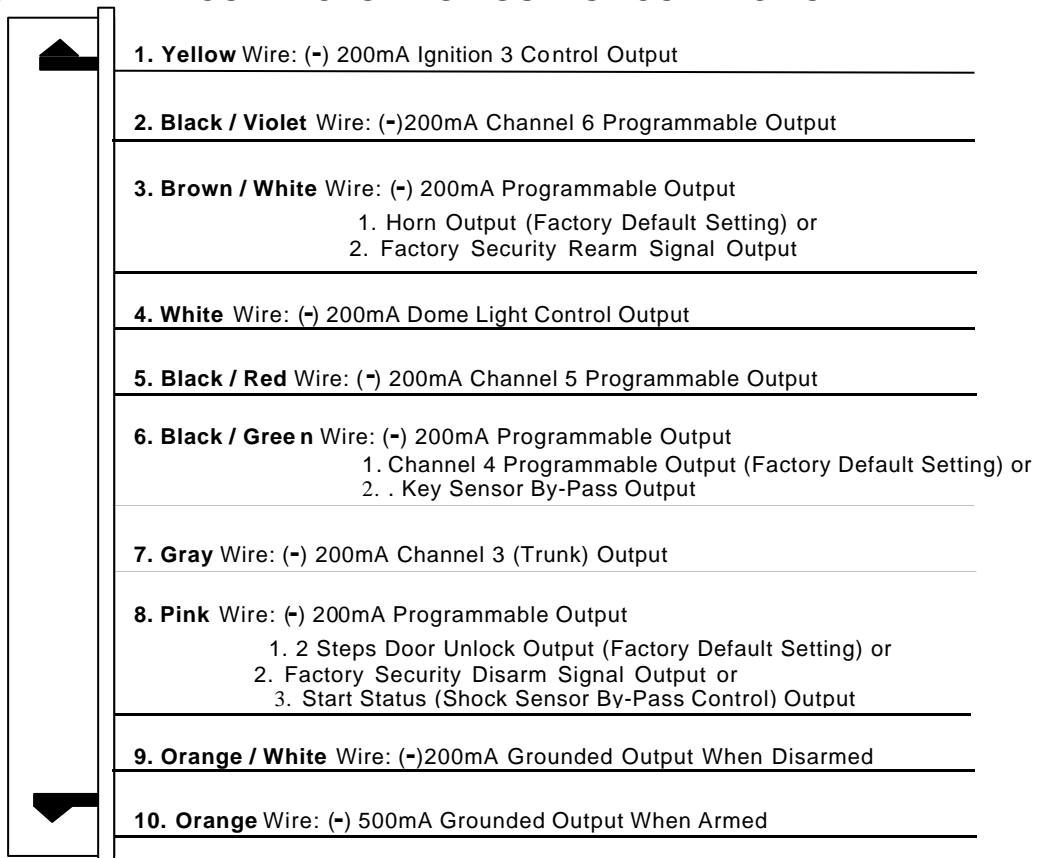 1. Yellow Wire: (-) 200mA Ignition 3 Control Output
2. Black / Violet Wire: (-)200mA Channel 6 Programmable Output
3. Brown / White Wire: (-) 200mA Programmable Output
1. Horn Output (Factory Default Setting) or
2. Factory Security Rearm Signal Output
4. White Wire: (-) 200mA Dome Light Control Output
5. Black / Red Wire: (-) 200mA Channel 5 Programmable Output
6. Black / Green Wire: (-) 200mA Programmable Output
1. Channel 4 Programmable Output (Factory Default Setting) or
2. . Key Sensor By-Pass Output
7. Gray Wire: (-) 200mA Channel 3 (Trunk) Output
8. Pink Wire: (-) 200mA Programmable Output
1. 2 Steps Door Unlock Output (Factory Default Setting) or
2. Factory Security Disarm Signal Output or
3. Start Status (Shock Sensor By-Pass Control) Output
9. Orange / White Wire: (-)200mA Grounded Output When Disarmed
10. Orange Wire: (-) 500mA Grounded Output When Armed